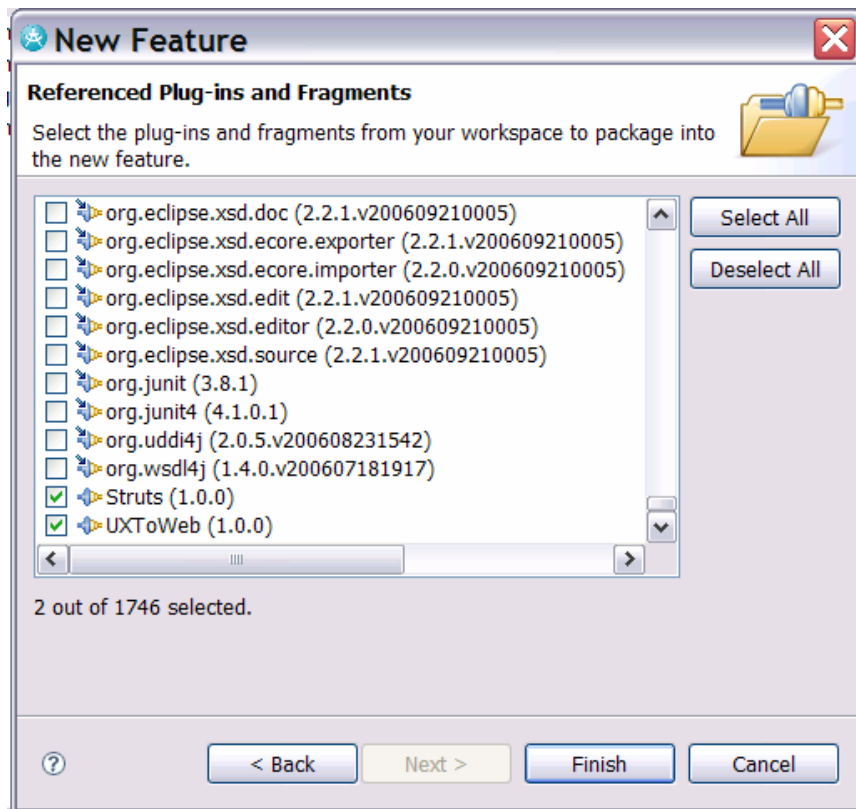 New Feature
Referenced Plug-ins and Fragments
Select the plug-ins and fragments from your workspace to package into
the new feature.
org.eclipse.xsd.doc (2.2.1.v200609210005)
org.eclipse.xsd.ecore.exporter (2.2.1.v200609210005)
org.eclipse.xsd.ecore.importer (2.2.0.v200609210005)
org.eclipse.xsd.edit (2.2.1.v200609210005)
org.eclipse.xsd.editor (2.2.0.v200609210005)
org.eclipse.xsd.source (2.2.1.v200609210005)
org.junit (3.8.1)
org.junit4 (4.1.0.1)
org.uddi4j (2.0.5.v200608231542)
org.wsdl4j (1.4.0.v200607181917)
Struts (1.0.0)
UXToWeb (1.0.0)
Select All
Deselect All
2 out of 1746 selected.
?
< Back
Next >
Finish
Cancel